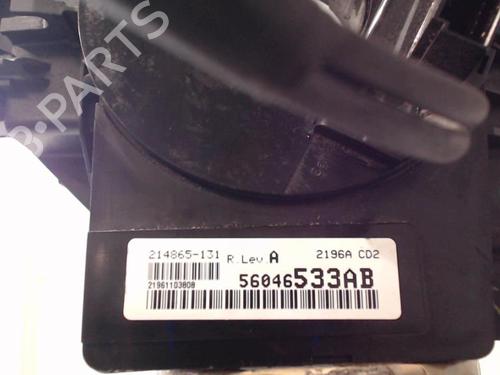 B-PARTS
214865-131 R.Lev A 2196A CD2
21961103808 56046533AB